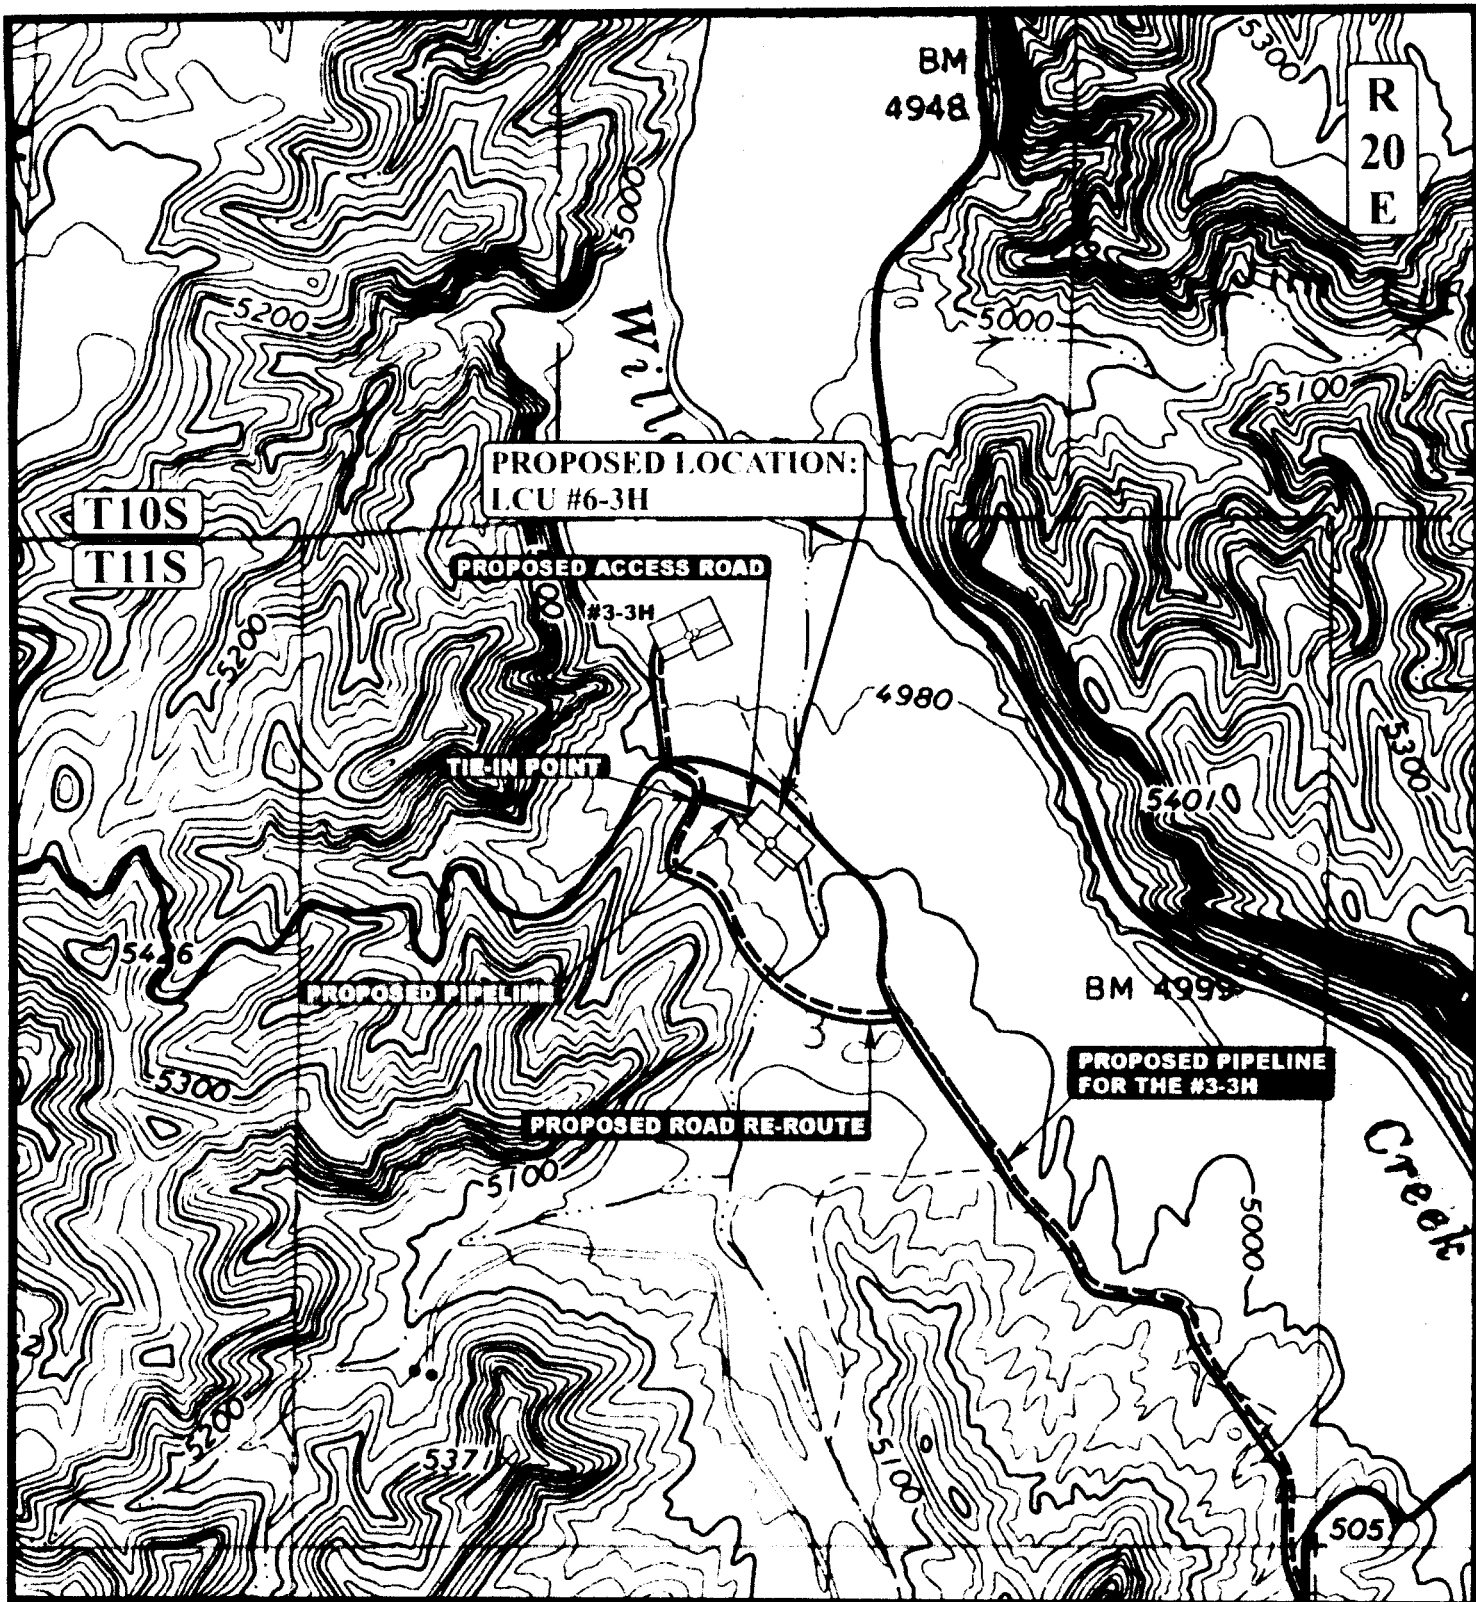 BM
4948
5300
R
20
E
5000
5200
5000
5100
PROPOSED LOCATION:
LCU #6-3H
T10S
T11S
PROPOSED ACCESS ROAD
#3-3H
5200
4980
5300
TIE-IN POINT
5401
5426
PROPOSED PIPELINE
BM 4999
3
5300
PROPOSED PIPELINE
FOR THE #3-3H
PROPOSED ROAD RE-ROUTE
Creek
5100
5000
5200
5371
5100
505